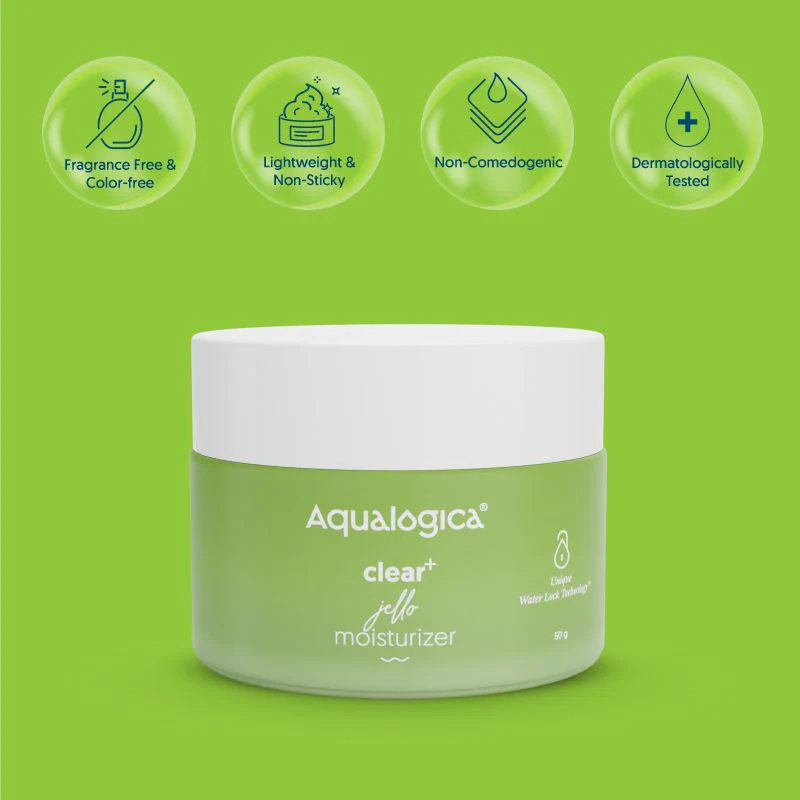 Fragrance Free &
Color-free
Lightweight &
Non-Sticky
Non-Comedogenic
Dermatologically
Tested
Aqualogica®
clear+
jello
moisturizer
Unique
Water Lock Technology™
50 g